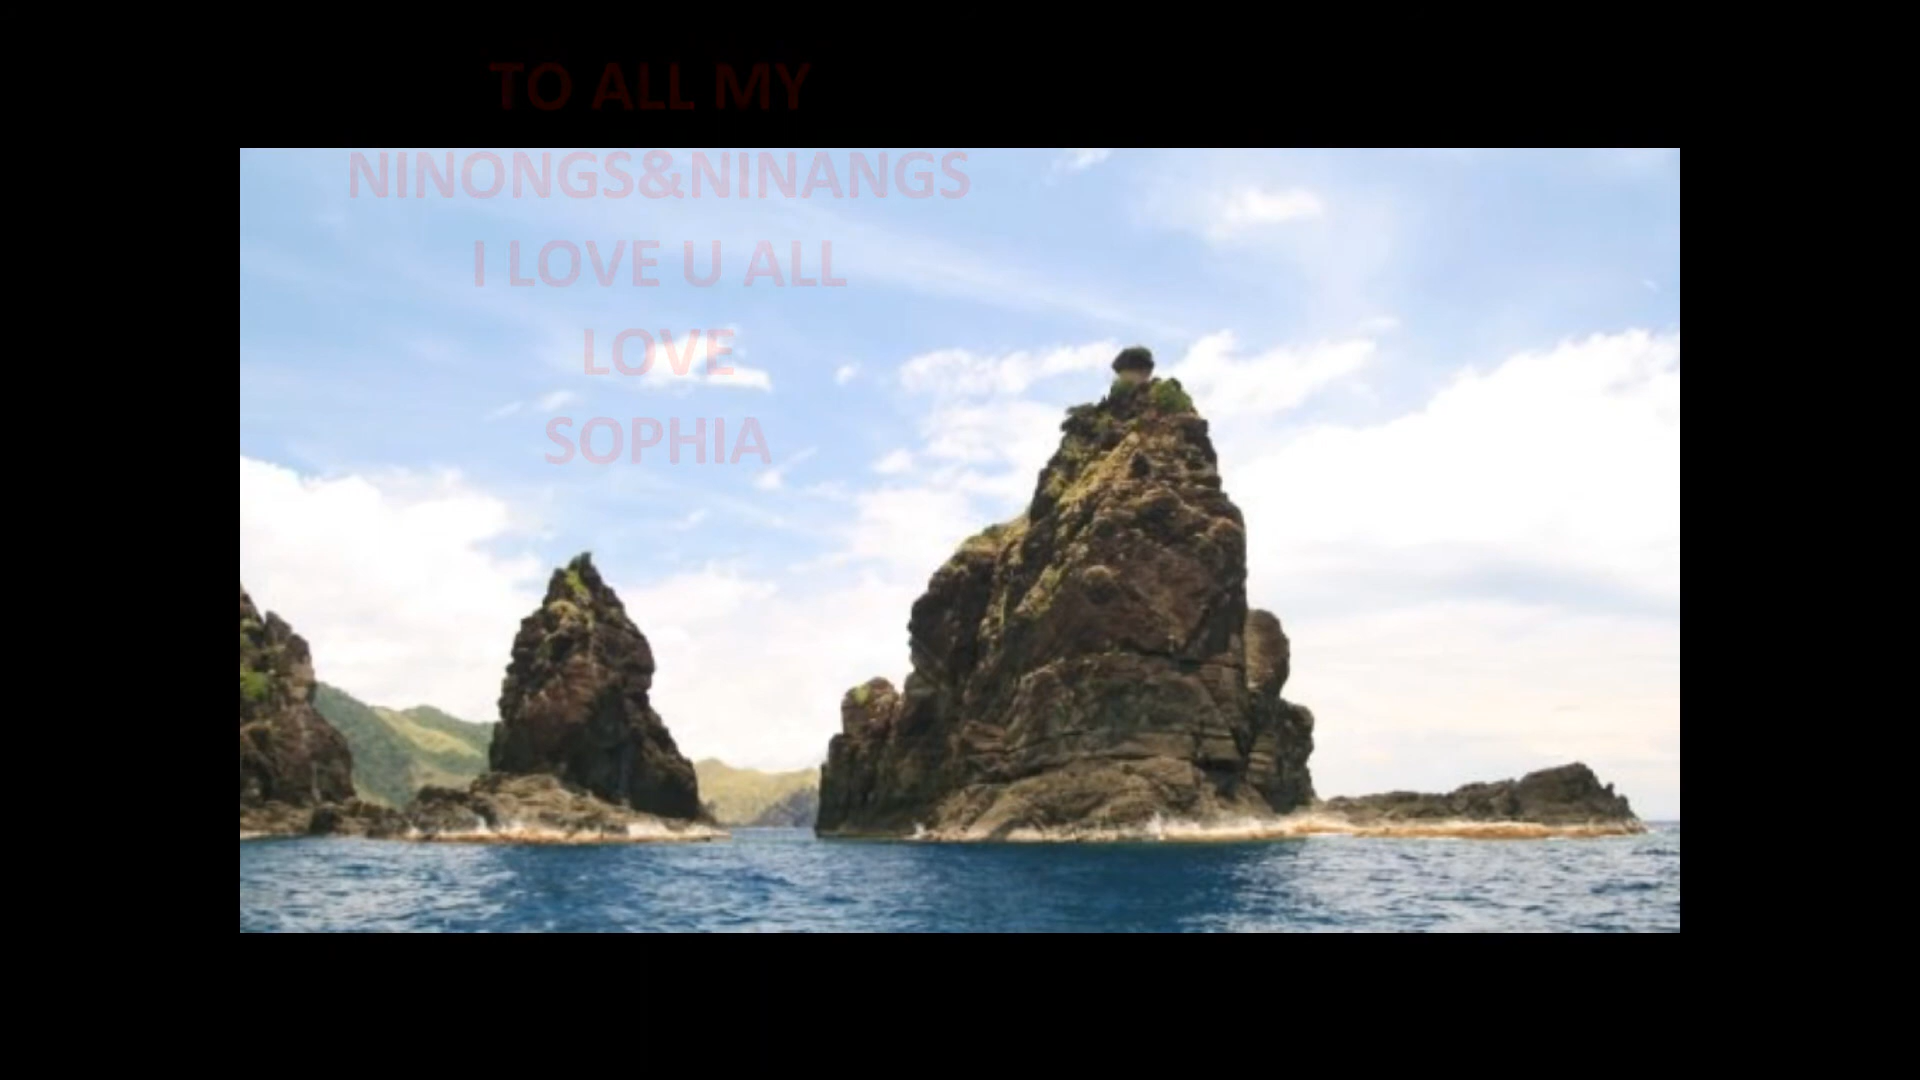 TO ALL MY
NINONGS&NINANGS
I LOVE U ALL
LOVE
SOPHIA